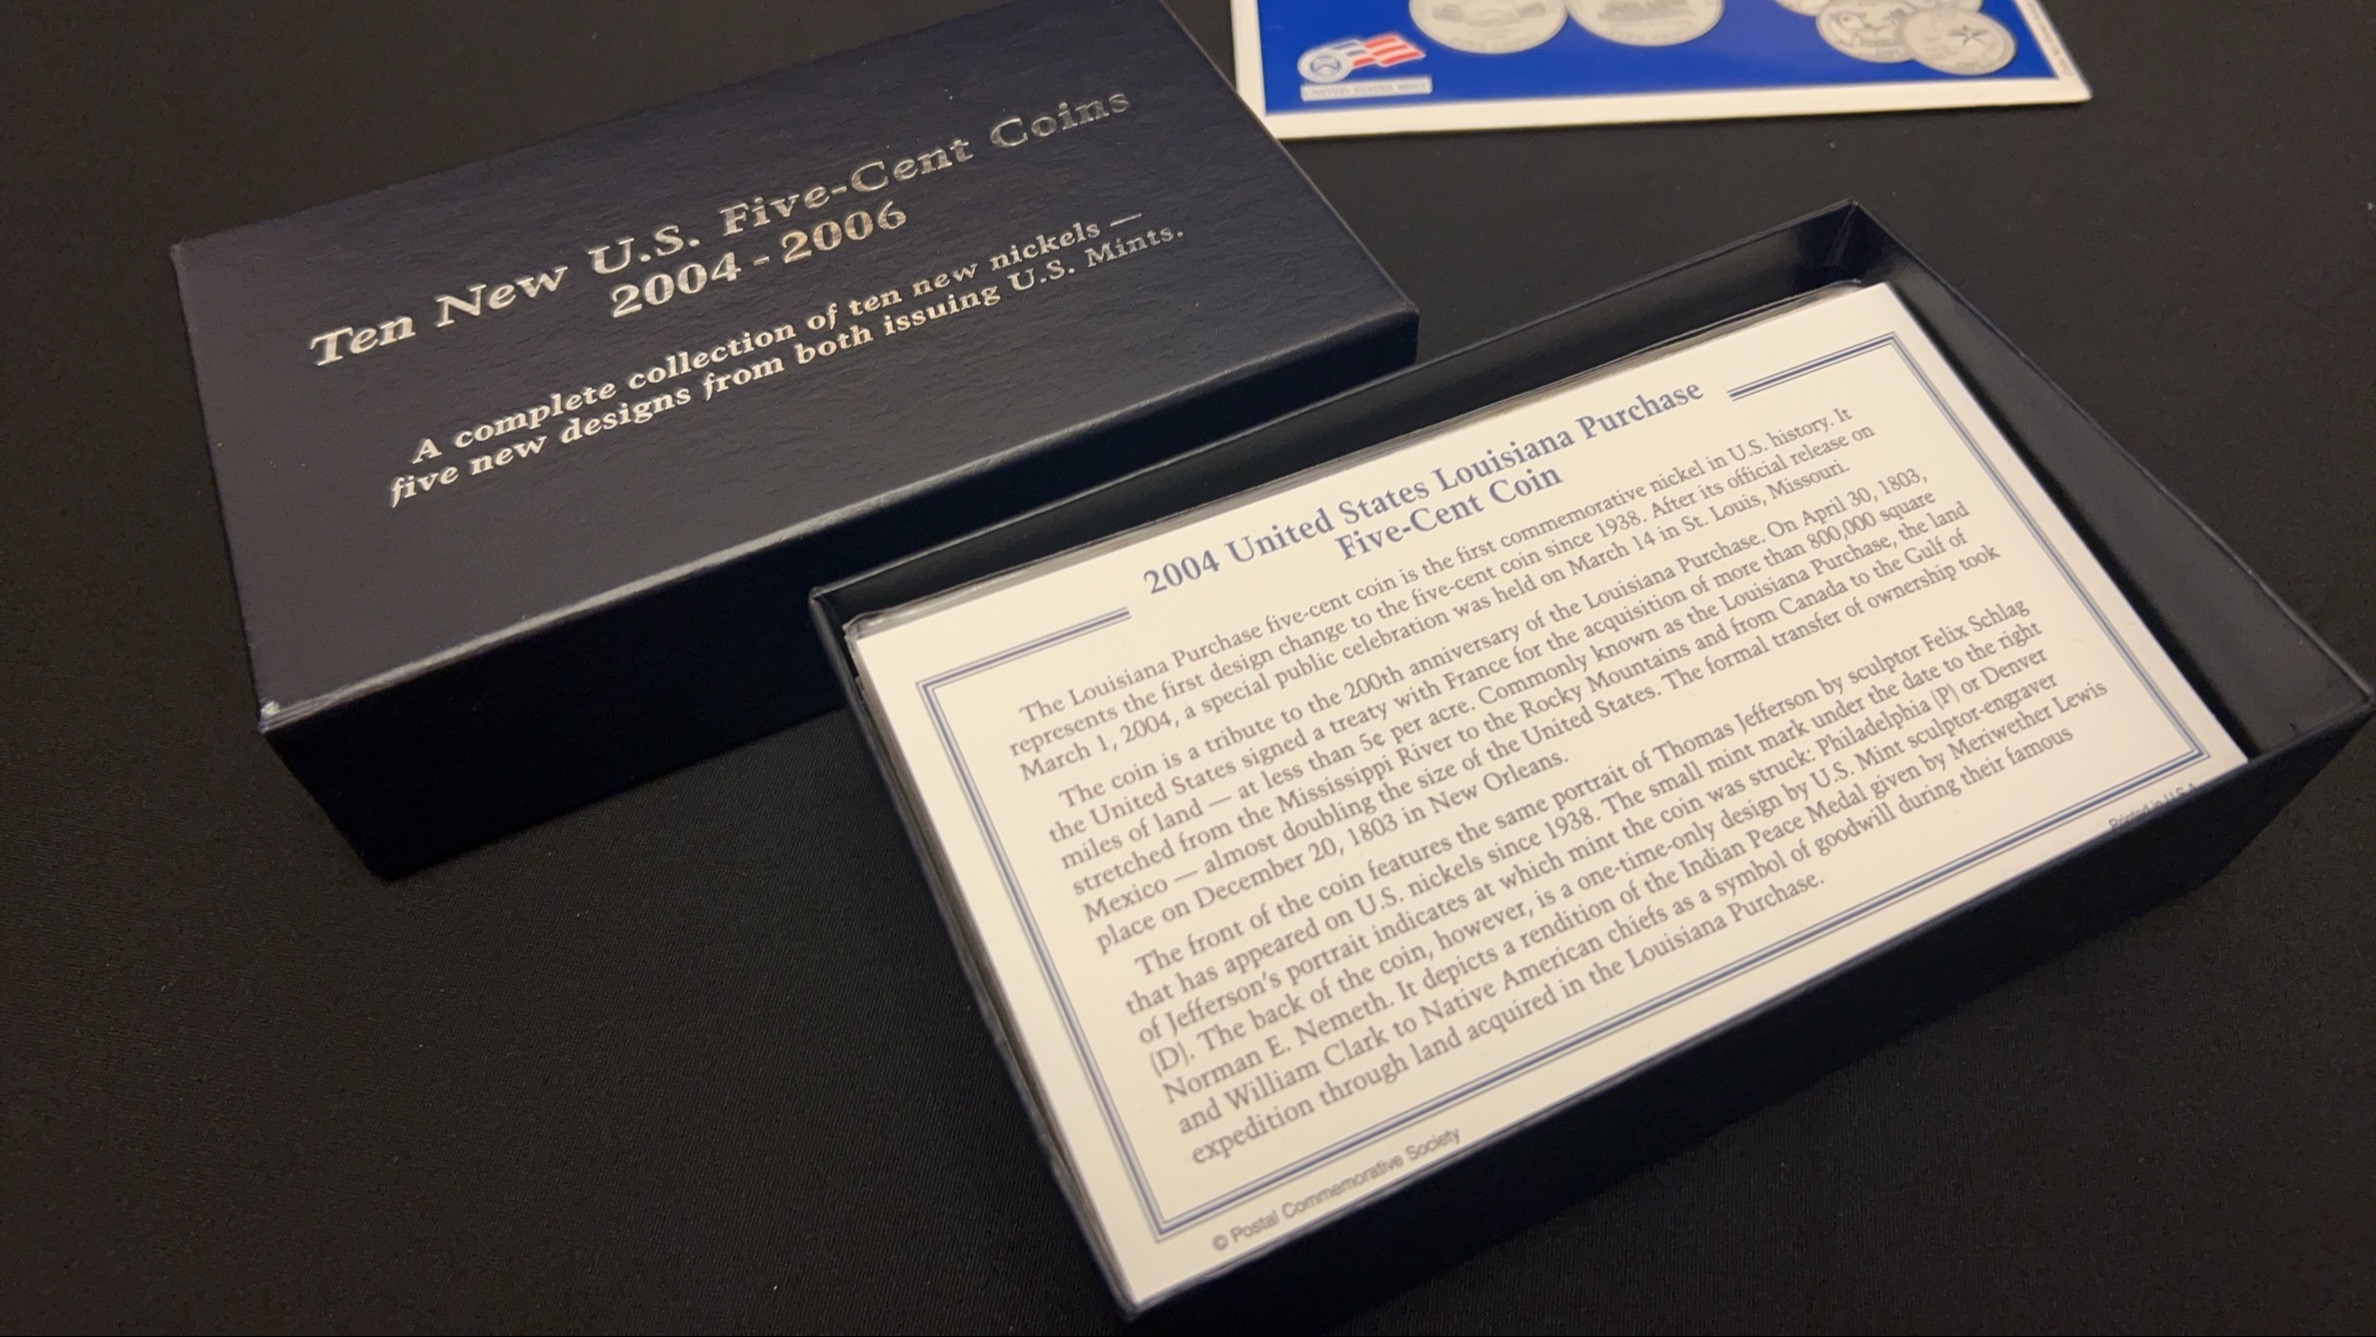 Ten New U.S. Five-Cent Coins
2004-2006
A complete collection of ten new nickels —
five new designs from both issuing U.S. Mints.
UNITED STATES MINT
2004 United States Louisiana Purchase
Five-Cent Coin
The Louisiana Purchase five-cent coin is the first commemorative nickel in U.S. history. It
represents the first design change to the five-cent coin since 1938. After its official release on
March 1, 2004, a special public celebration was held on March 14 in St. Louis, Missouri.
The coin is a tribute to the 200th anniversary of the Louisiana Purchase. On April 30, 1803,
the United States signed a treaty with France for the acquisition of more than 800,000 square
miles of land — at less than 5¢ per acre. Commonly known as the Louisiana Purchase, the land
stretched from the Mississippi River to the Rocky Mountains and from Canada to the Gulf of
Mexico — almost doubling the size of the United States. The formal transfer of ownership took
place on December 20, 1803 in New Orleans.
The front of the coin features the same portrait of Thomas Jefferson by sculptor Felix Schlag
that has appeared on U.S. nickels since 1938. The small mint mark under the date to the right
of Jefferson's portrait indicates at which mint the coin was struck: Philadelphia (P) or Denver
(D). The back of the coin, however, is a one-time-only design by U.S. Mint sculptor-engraver
Norman E. Nemeth. It depicts a rendition of the Indian Peace Medal given by Meriwether Lewis
and William Clark to Native American chiefs as a symbol of goodwill during their famous
expedition through land acquired in the Louisiana Purchase.
© Postal Commemorative Society
Printed in U.S.A.